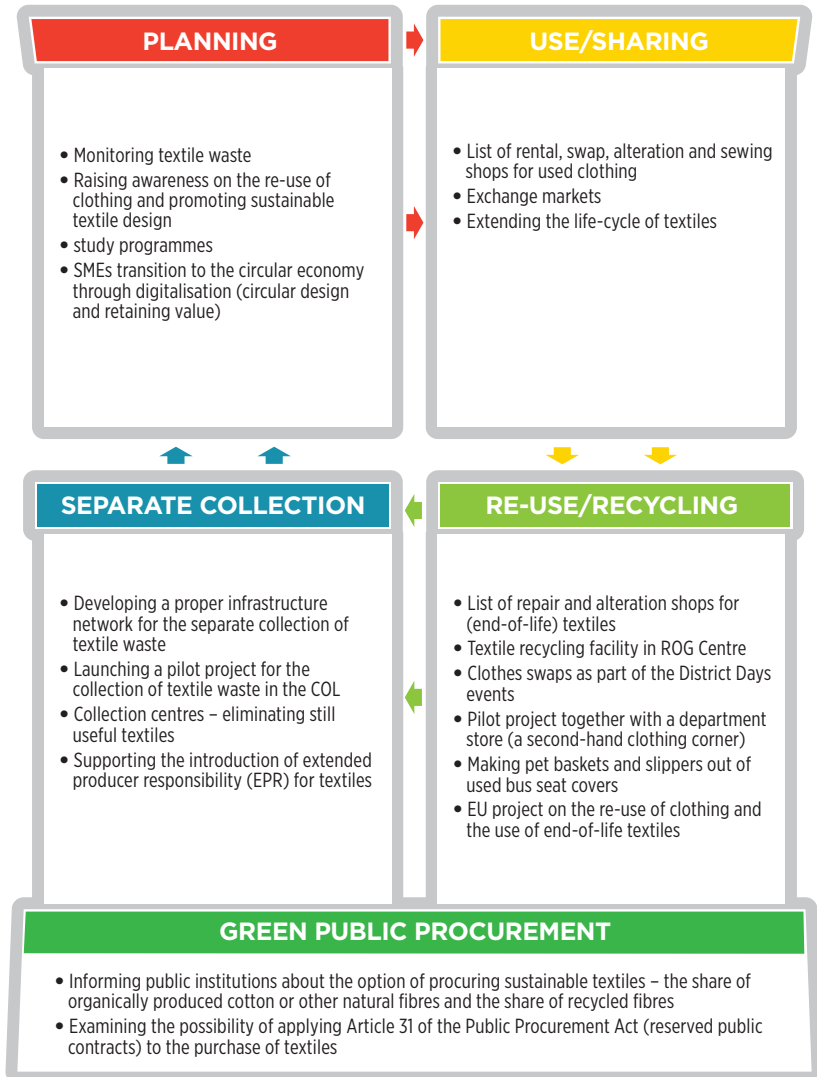 PLANNING
• Monitoring textile waste
• Raising awareness on the re-use of
clothing and promoting sustainable
textile design
• study programmes
• SMEs transition to the circular economy
through digitalisation (circular design
and retaining value)
USE/SHARING
• List of rental, swap, alteration and sewing
shops for used clothing
• Exchange markets
• Extending the life-cycle of textiles
SEPARATE COLLECTION
• Developing a proper infrastructure
network for the separate collection of
textile waste
• Launching a pilot project for the
collection of textile waste in the COL
• Collection centres – eliminating still
useful textiles
• Supporting the introduction of extended
producer responsibility (EPR) for textiles
RE-USE/RECYCLING
• List of repair and alteration shops for
(end-of-life) textiles
• Textile recycling facility in ROG Centre
• Clothes swaps as part of the District Days
events
• Pilot project together with a department
store (a second-hand clothing corner)
• Making pet baskets and slippers out of
used bus seat covers
• EU project on the re-use of clothing and
the use of end-of-life textiles
GREEN PUBLIC PROCUREMENT
• Informing public institutions about the option of procuring sustainable textiles – the share of
organically produced cotton or other natural fibres and the share of recycled fibres
• Examining the possibility of applying Article 31 of the Public Procurement Act (reserved public
contracts) to the purchase of textiles